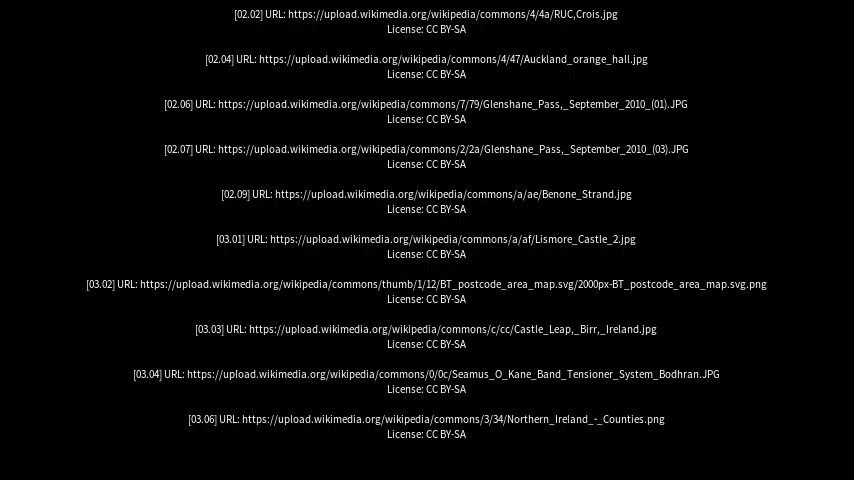 [02.02] URL: https://upload.wikimedia.org/wikipedia/commons/4/4a/RUC,Crois.jpg
License: CC BY-SA
[02.04] URL: https://upload.wikimedia.org/wikipedia/commons/4/47/Auckland_orange_hall.jpg
License: CC BY-SA
[02.06] URL: https://upload.wikimedia.org/wikipedia/commons/7/79/Glenshane_Pass,_September_2010_(01).JPG
License: CC BY-SA
[02.07] URL: https://upload.wikimedia.org/wikipedia/commons/2/2a/Glenshane_Pass,_September_2010_(03).JPG
License: CC BY-SA
[02.09] URL: https://upload.wikimedia.org/wikipedia/commons/a/ae/Benone_Strand.jpg
License: CC BY-SA
[03.01] URL: https://upload.wikimedia.org/wikipedia/commons/a/af/Lismore_Castle_2.jpg
License: CC BY-SA
[03.02] URL: https://upload.wikimedia.org/wikipedia/commons/thumb/1/12/BT_postcode_area_map.svg/2000px-BT_postcode_area_map.svg.png
License: CC BY-SA
[03.03] URL: https://upload.wikimedia.org/wikipedia/commons/c/cc/Castle_Leap,_Birr,_Ireland.jpg
License: CC BY-SA
[03.04] URL: https://upload.wikimedia.org/wikipedia/commons/0/0c/Seamus_O_Kane_Band_Tensioner_System_Bodhran.JPG
License: CC BY-SA
[03.06] URL: https://upload.wikimedia.org/wikipedia/commons/3/34/Northern_Ireland_-_Counties.png
License: CC BY-SA